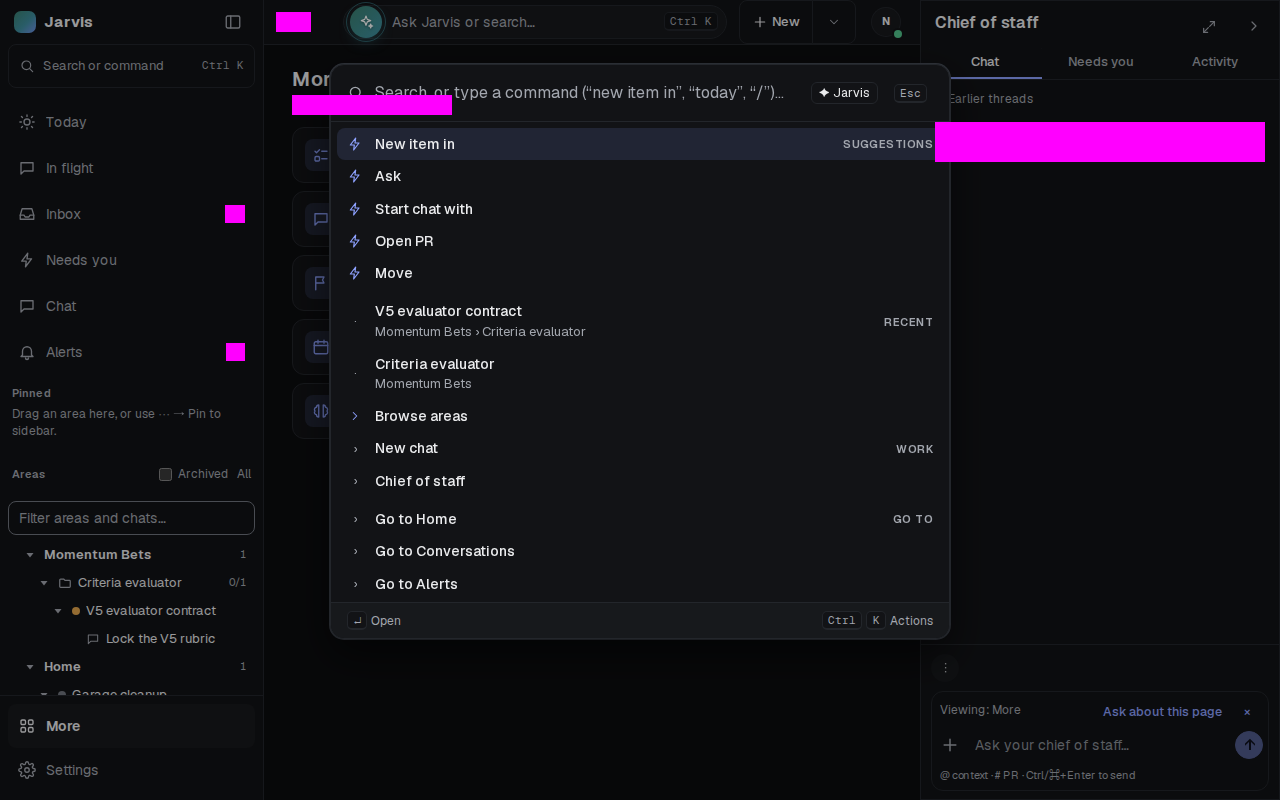 Jarvis
Search or command Ctrl K
Today
In flight
Inbox
Needs you
Chat
Alerts
Pinned
Drag an area here, or use ··· → Pin to
sidebar.
Areas Archived All
Filter areas and chats…
Momentum Bets 1
Criteria evaluator 0/1
V5 evaluator contract
Lock the V5 rubric
Home 1
Garage cleanup
More
Settings
Ask Jarvis or search… Ctrl K
+ New
N
Search, or type a command (“new item in”, “today”, “/”)… ✦ Jarvis Esc
New item in SUGGESTIONS
Ask
Start chat with
Open PR
Move
V5 evaluator contract
Momentum Bets › Criteria evaluator RECENT
Criteria evaluator
Momentum Bets
Browse areas
› New chat WORK
› Chief of staff
› Go to Home GO TO
› Go to Conversations
› Go to Alerts
↵ Open Ctrl K Actions
Chief of staff
Chat Needs you Activity
Earlier threads
Viewing: More Ask about this page ×
Ask your chief of staff…
@ context · # PR · Ctrl/⌘+Enter to send